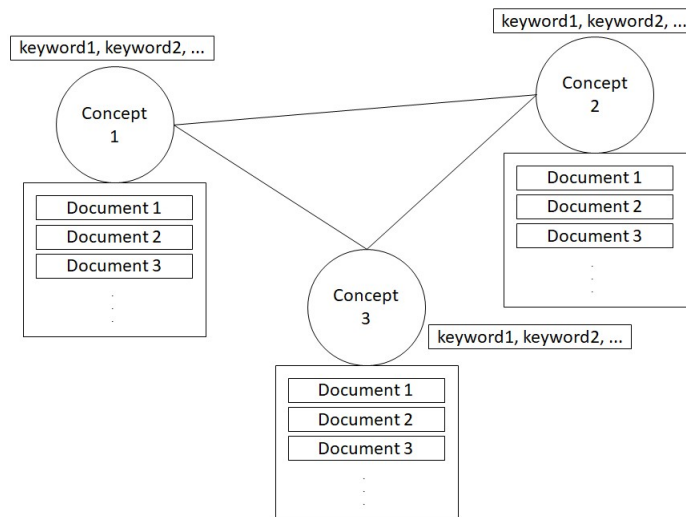 keyword1, keyword2, ...
Concept
1
Document 1
Document 2
Document 3
.
.
.
keyword1, keyword2, ...
Concept
2
Document 1
Document 2
Document 3
.
.
.
Concept
3
keyword1, keyword2, ...
Document 1
Document 2
Document 3
.
.
.